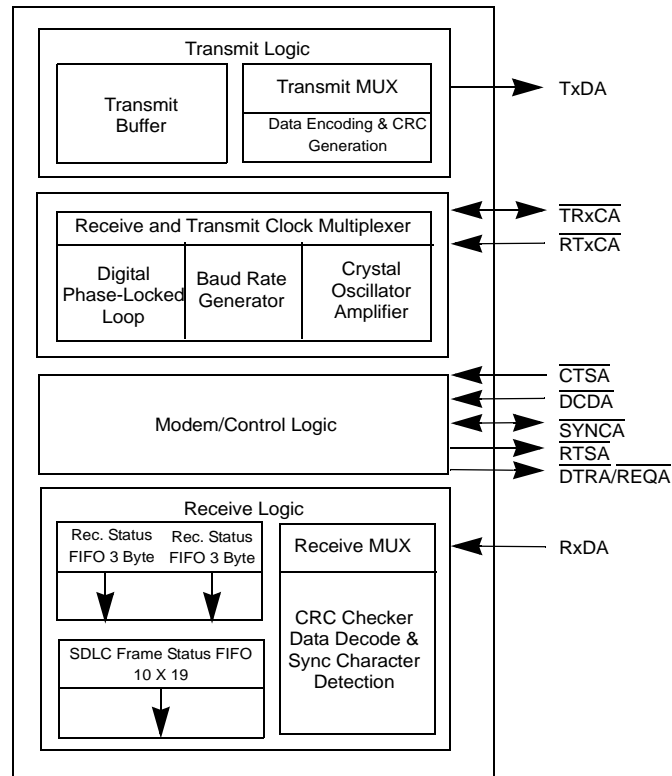 Transmit Logic
Transmit
Buffer
Transmit MUX
Data Encoding & CRC
Generation
TxDA
Receive and Transmit Clock Multiplexer
Digital
Phase-Locked
Loop
Baud Rate
Generator
Crystal
Oscillator
Amplifier
TRxCA
RTxCA
Modem/Control Logic
CTSA
DCDA
SYNCA
RTSA
DTRA/REQA
Receive Logic
Rec. Status
FIFO 3 Byte
Rec. Status
FIFO 3 Byte
Receive MUX
RxDA
CRC Checker
Data Decode &
Sync Character
Detection
SDLC Frame Status FIFO
10 X 19